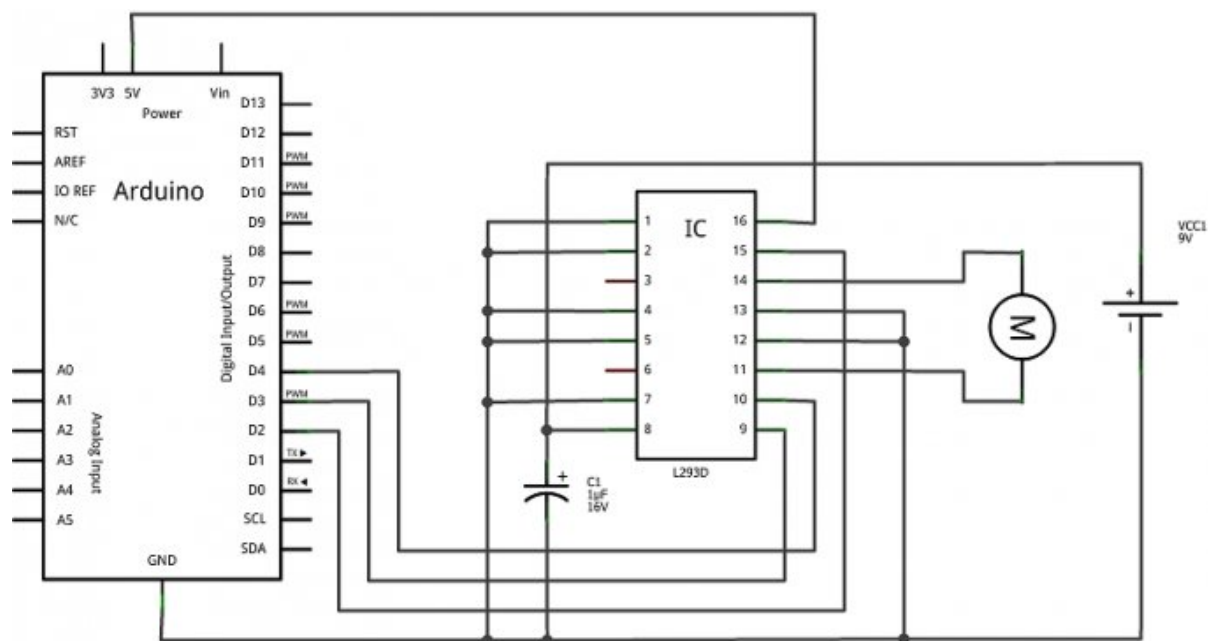 3V3 5V Vin
Power
RST
AREF
IO REF
N/C
Arduino
A0
A1
A2
A3
A4
A5
Analog Input
Digital Input/Output
D13
D12
D11 PWM
D10 PWM
D9 PWM
D8
D7
D6 PWM
D5 PWM
D4
D3 PWM
D2
D1 TX
D0 RX
SCL
SDA
GND
IC
1 16
2 15
3 14
4 13
5 12
6 11
7 10
8 9
L293D
+
C1
1µF
16V
M
VCC1
9V
+